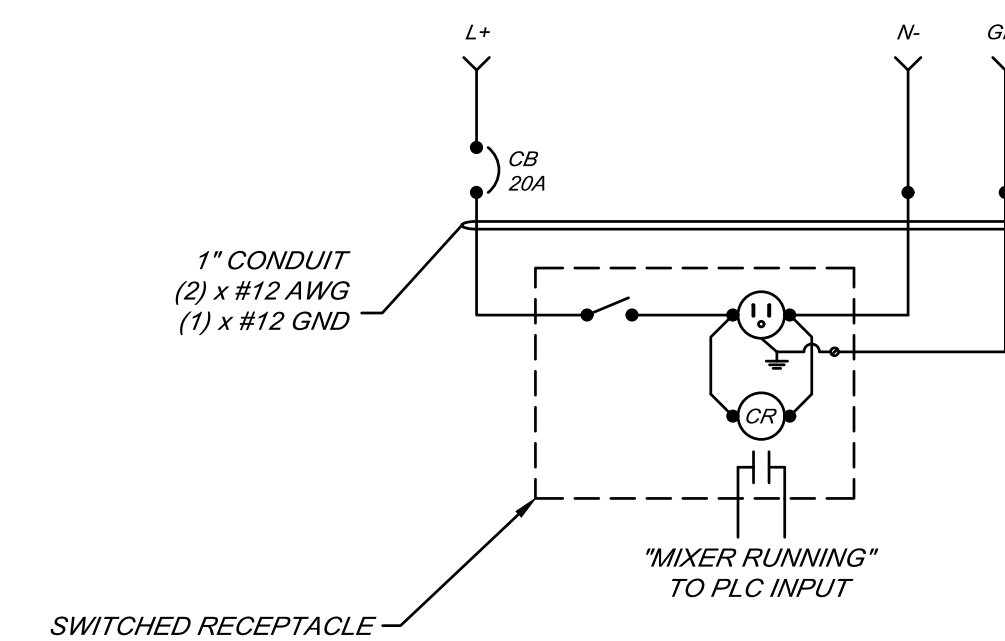 L+
N-
CB
20A
1" CONDUIT
(2) x #12 AWG
(1) x #12 GND
CR
"MIXER RUNNING"
TO PLC INPUT
SWITCHED RECEPTACLE